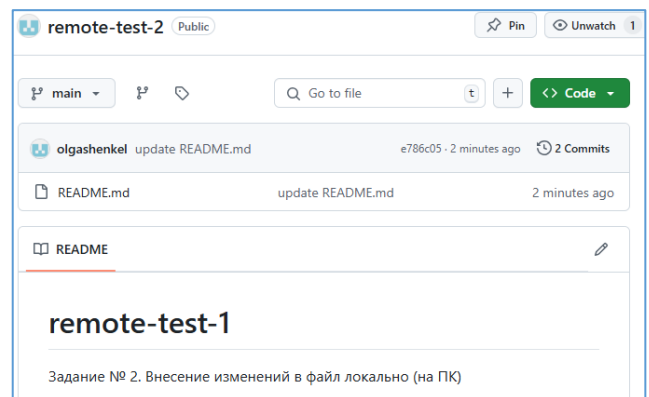 remote-test-2 Public Pin Unwatch 1
main Go to file t + <> Code
olgashenkel update README.md e786c05 · 2 minutes ago 2 Commits
README.md update README.md 2 minutes ago
README
remote-test-1
Задание № 2. Внесение изменений в файл локально (на ПК)